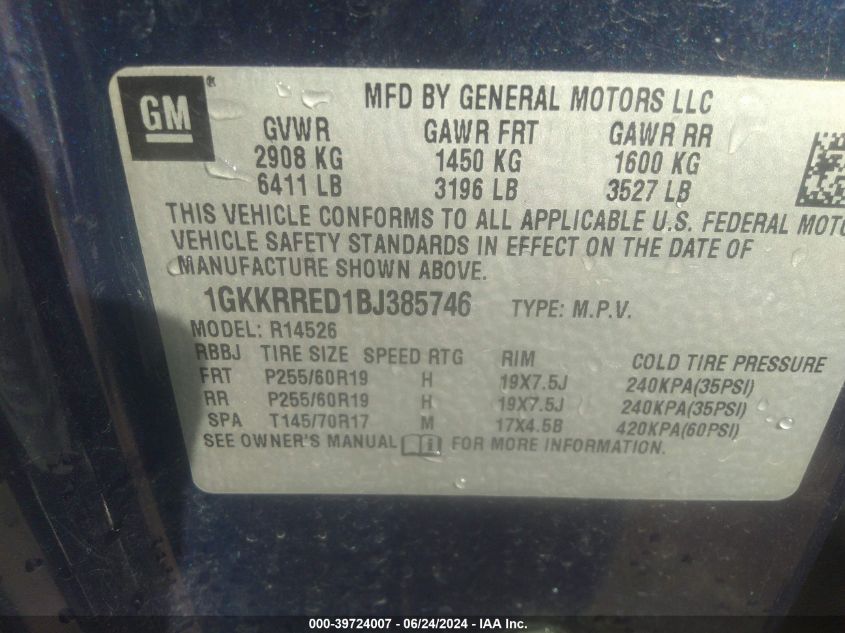 GM® MFD BY GENERAL MOTORS LLC
GVWR GAWR FRT GAWR RR
2908 KG 1450 KG 1600 KG
6411 LB 3196 LB 3527 LB
THIS VEHICLE CONFORMS TO ALL APPLICABLE U.S. FEDERAL MOTO
VEHICLE SAFETY STANDARDS IN EFFECT ON THE DATE OF
MANUFACTURE SHOWN ABOVE.
1GKKRRED1BJ385746 TYPE: M.P.V.
MODEL: R14526
RBBJ TIRE SIZE SPEED RTG RIM COLD TIRE PRESSURE
FRT P255/60R19 H 19X7.5J 240KPA(35PSI)
RR P255/60R19 H 19X7.5J 240KPA(35PSI)
SPA T145/70R17 M 17X4.5B 420KPA(60PSI)
SEE OWNER'S MANUAL FOR MORE INFORMATION.
000-39724007 - 06/24/2024 - IAA Inc.